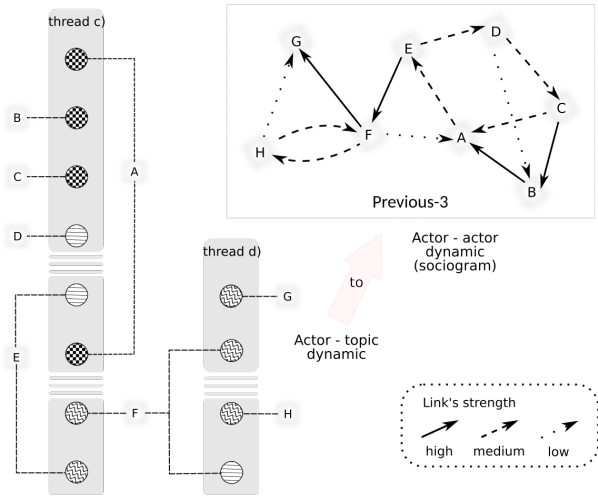 thread c)
B
C
D
E
A
F
thread d)
G
H
G
E
D
C
F
A
H
B
Previous-3
Actor - actor
dynamic
(sociogram)
to
Actor - topic
dynamic
Link's strength
high
medium
low